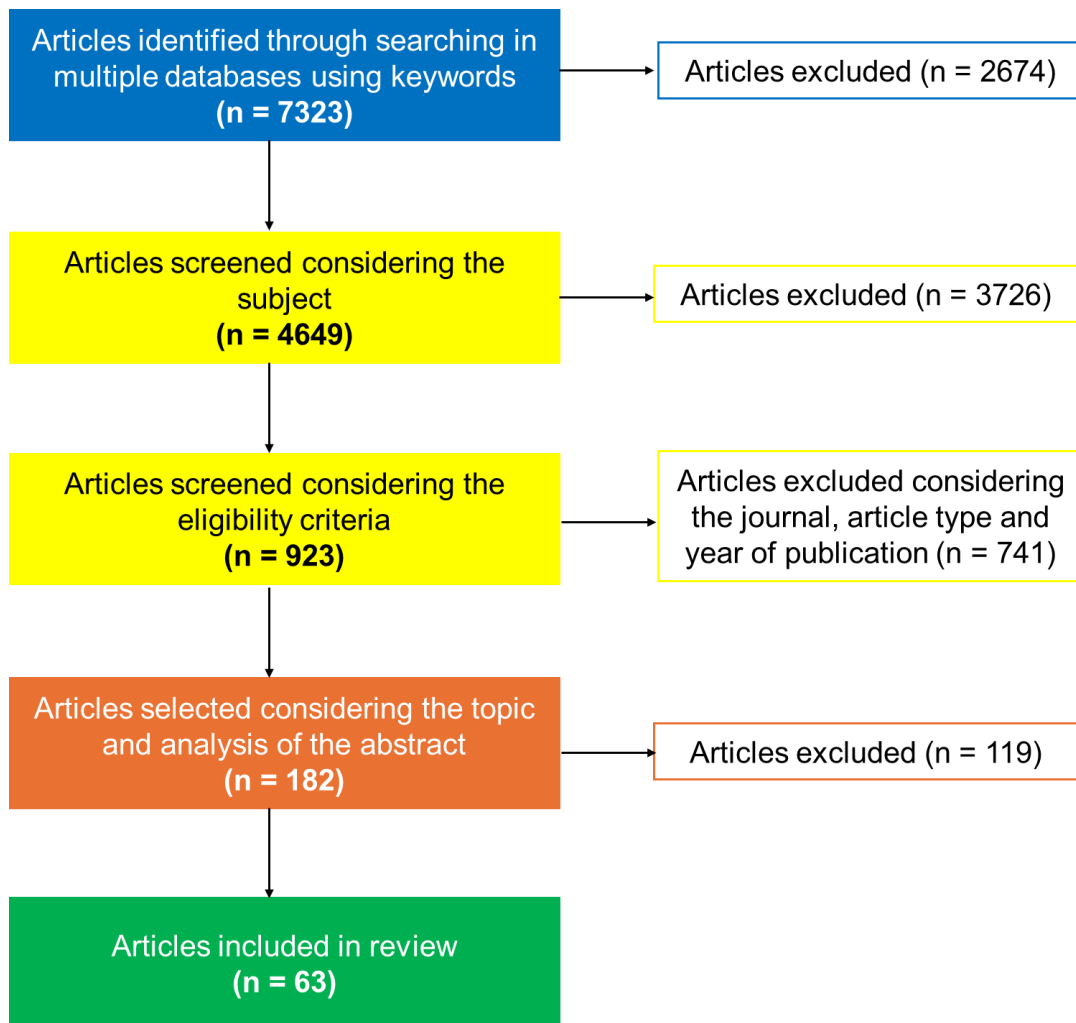 Articles identified through searching in
multiple databases using keywords
(n = 7323)
Articles excluded (n = 2674)
Articles screened considering the
subject
(n = 4649)
Articles excluded (n = 3726)
Articles screened considering the
eligibility criteria
(n = 923)
Articles excluded considering
the journal, article type and
year of publication (n = 741)
Articles selected considering the topic
and analysis of the abstract
(n = 182)
Articles excluded (n = 119)
Articles included in review
(n = 63)